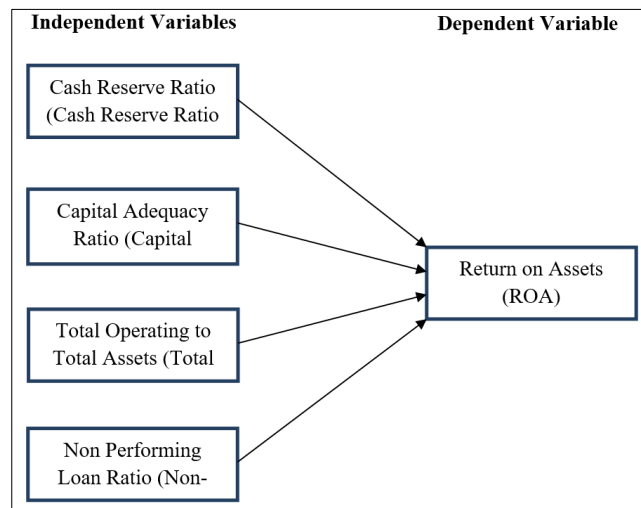 Independent Variables
Dependent Variable
Cash Reserve Ratio
(Cash Reserve Ratio
Capital Adequacy
Ratio (Capital
Return on Assets
(ROA)
Total Operating to
Total Assets (Total
Non Performing
Loan Ratio (Non-